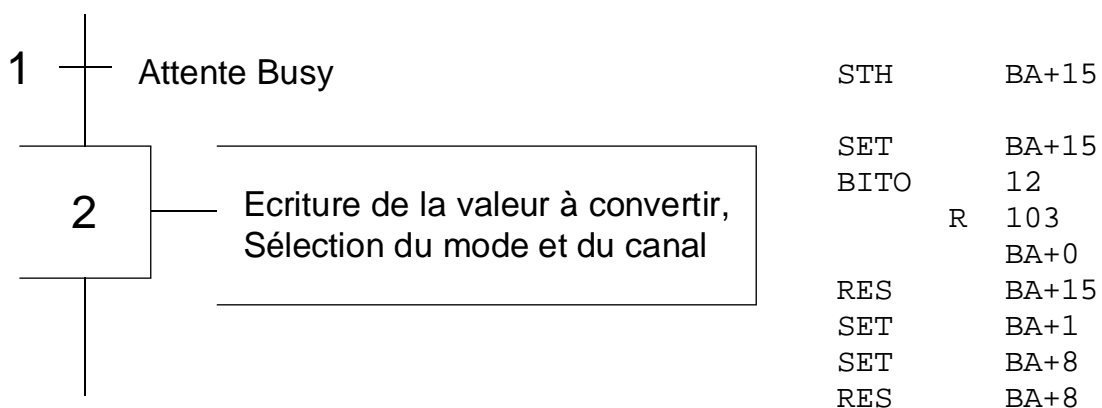 1 Attente Busy
2 Ecriture de la valeur à convertir,
Sélection du mode et du canal
STH BA+15
SET BA+15
BITO 12
R 103
BA+0
RES BA+15
SET BA+1
SET BA+8
RES BA+8